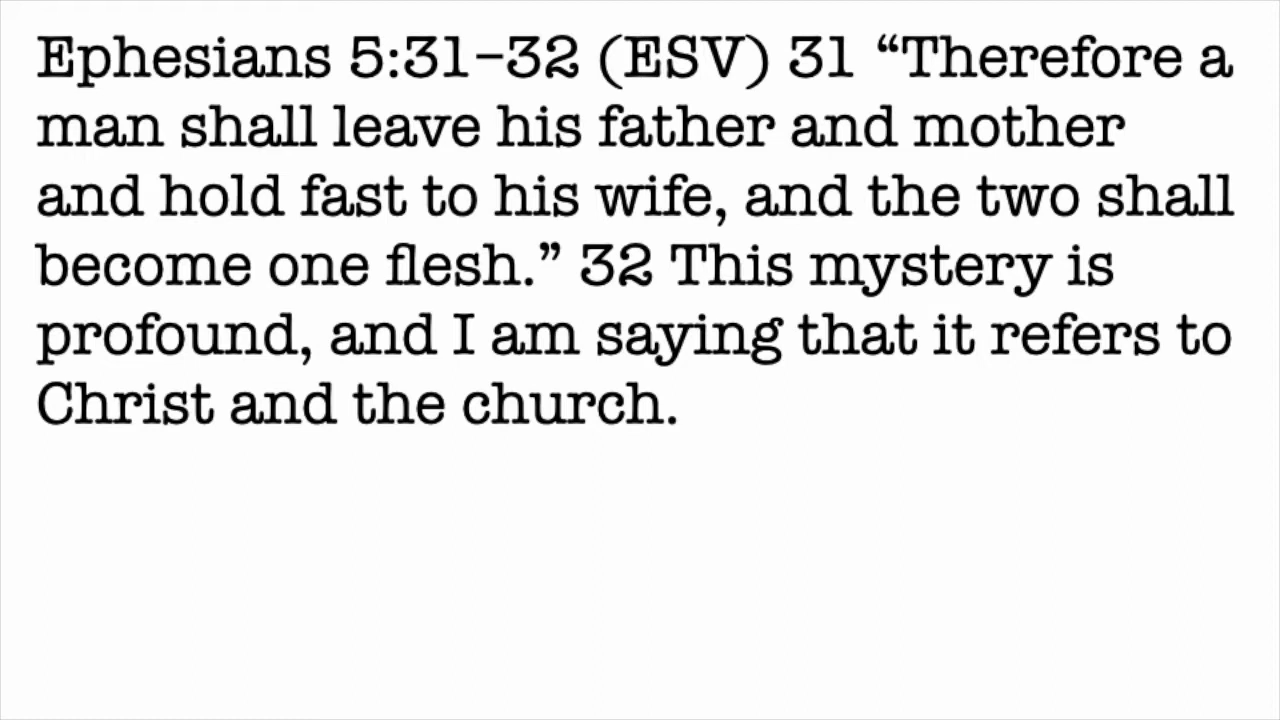 Ephesians 5:31–32 (ESV) 31 “Therefore a
man shall leave his father and mother
and hold fast to his wife, and the two shall
become one flesh.” 32 This mystery is
profound, and I am saying that it refers to
Christ and the church.